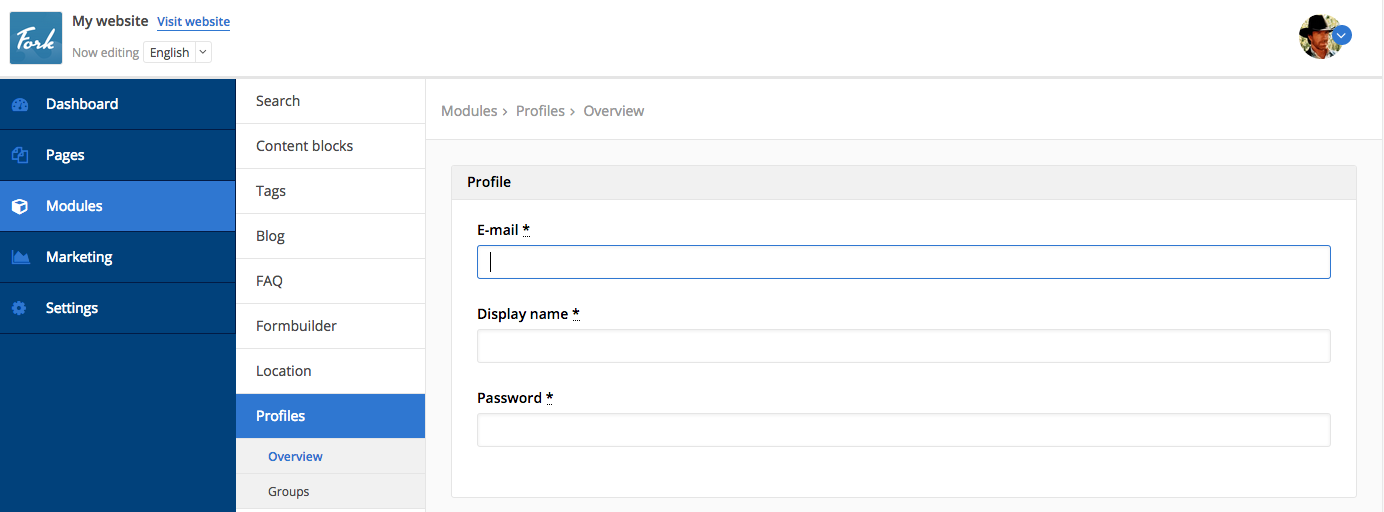 Fork
My website Visit website
Now editing English
Dashboard
Pages
Modules
Marketing
Settings
Search
Content blocks
Tags
Blog
FAQ
Formbuilder
Location
Profiles
Overview
Groups
Modules › Profiles › Overview
Profile
E-mail *
Display name *
Password *